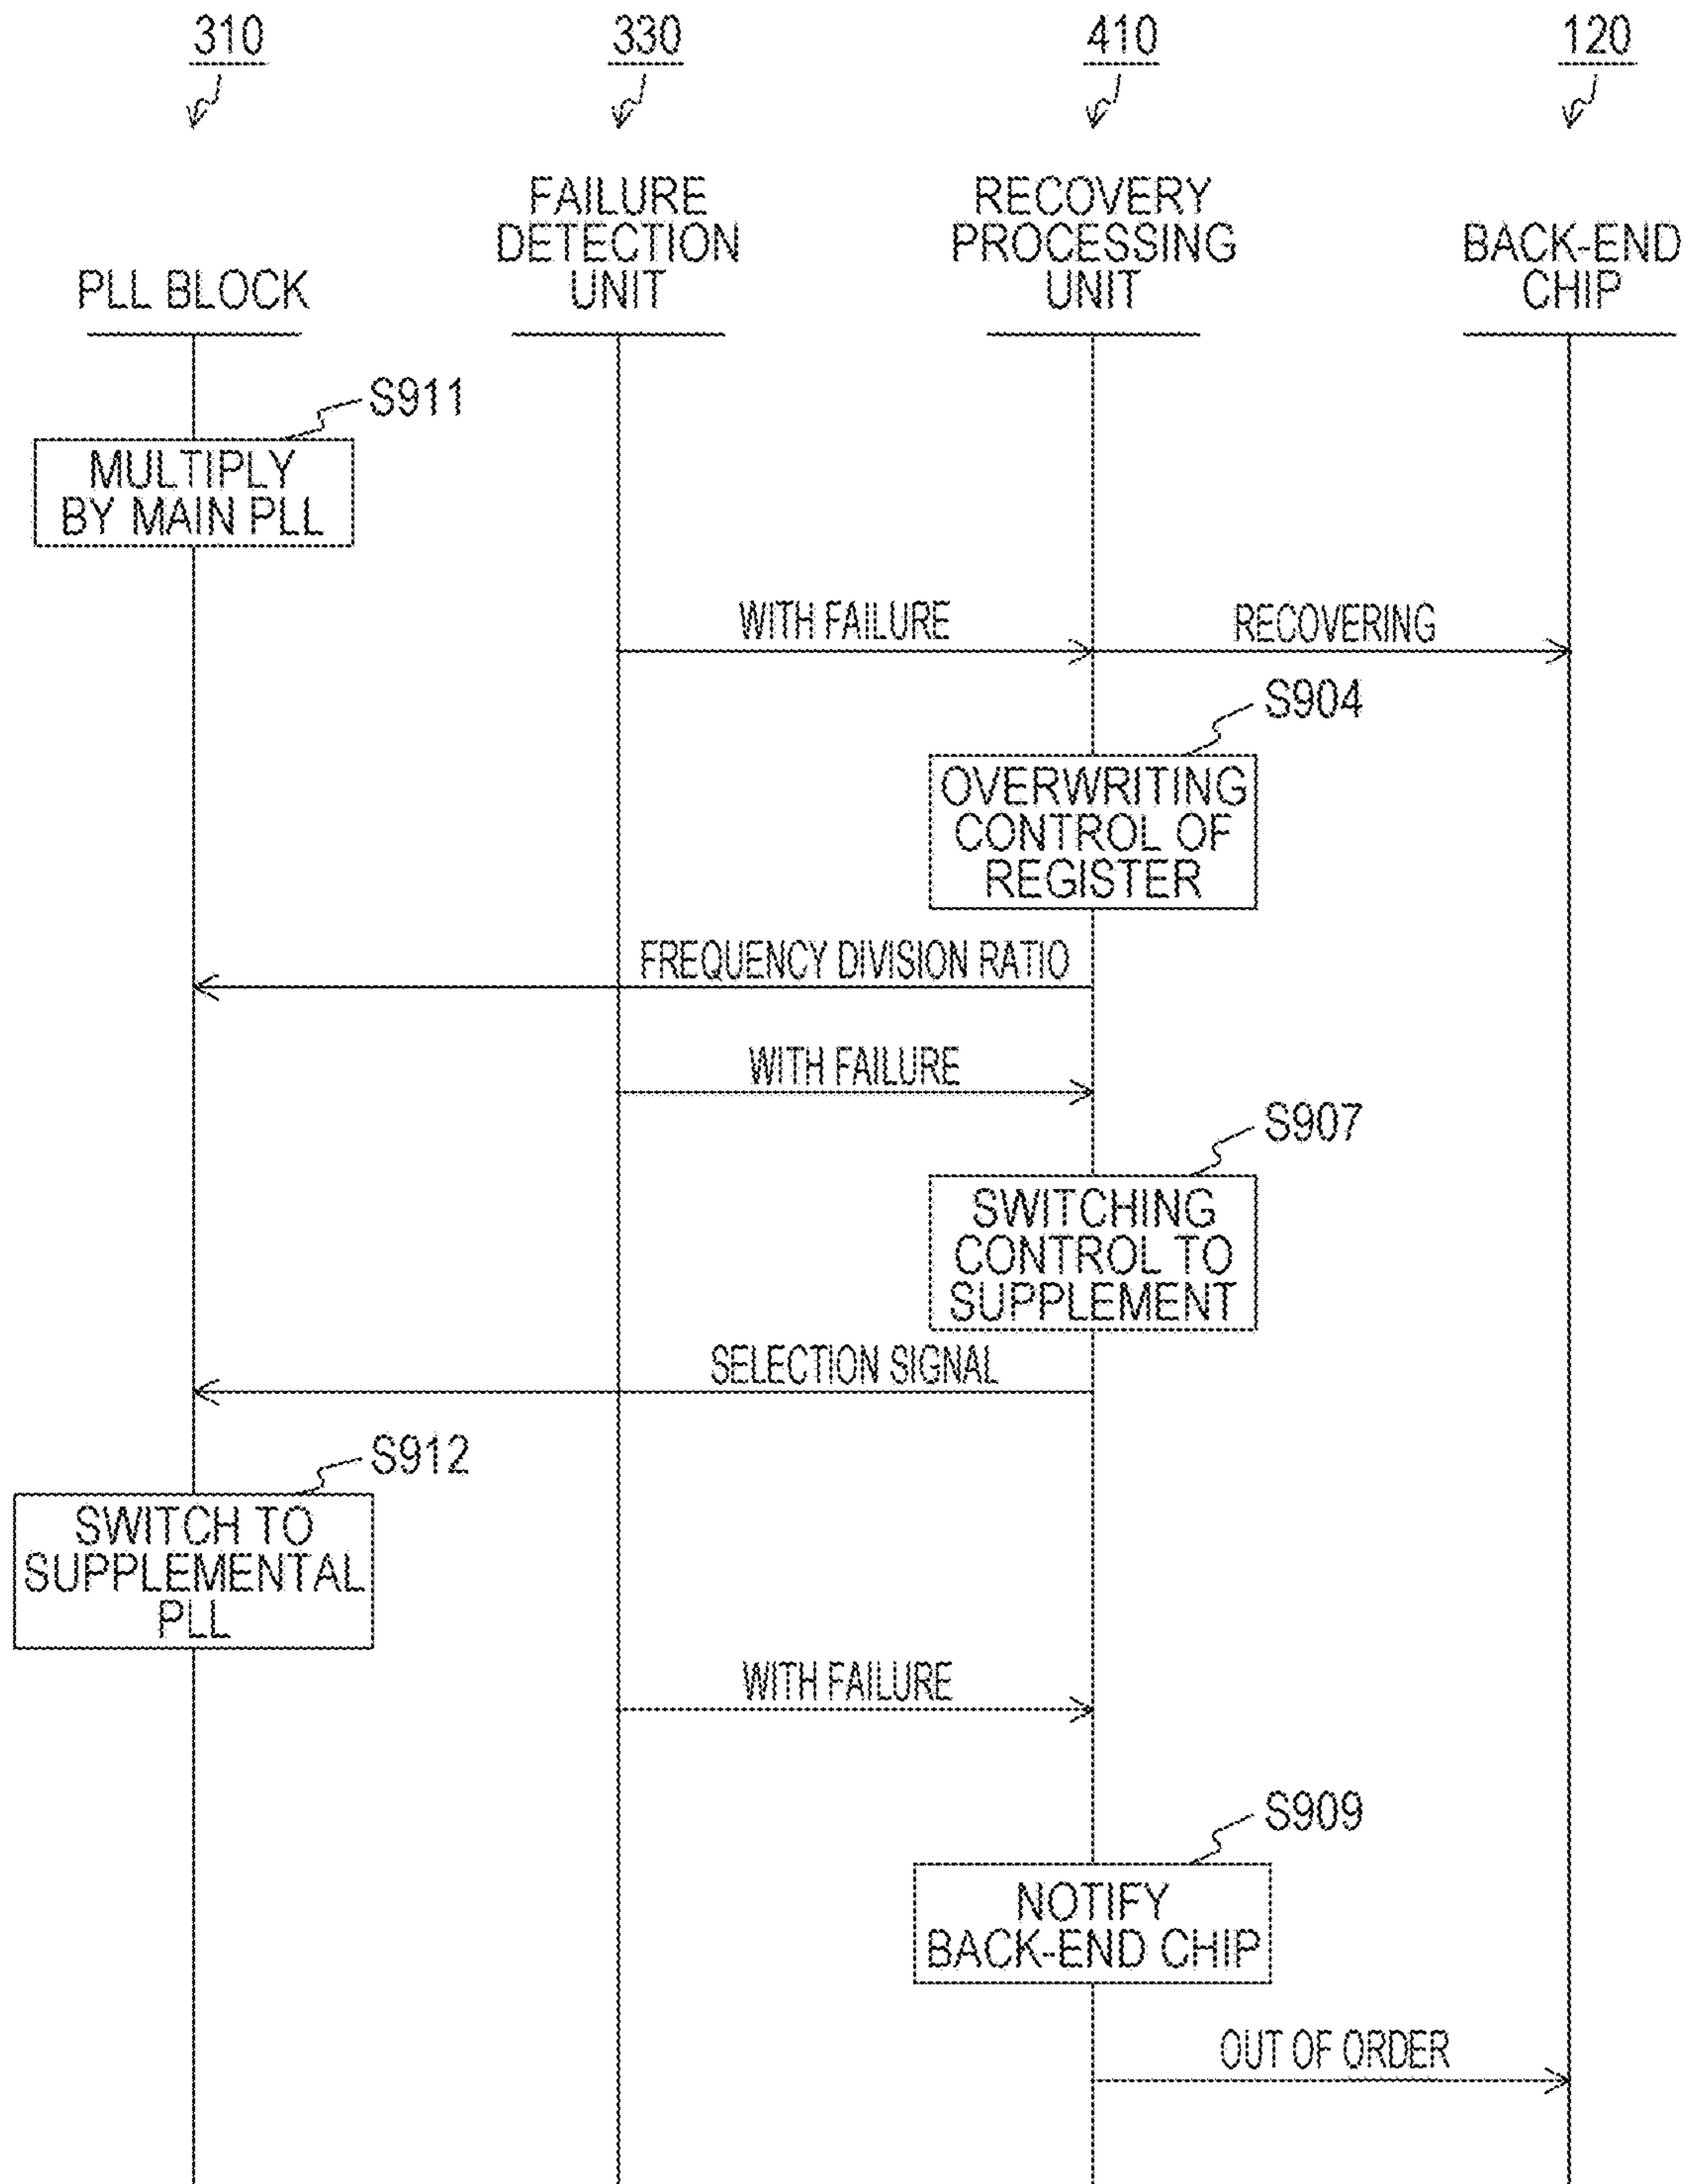 310
330
410
120
PLL BLOCK
FAILURE
DETECTION
UNIT
RECOVERY
PROCESSING
UNIT
BACK-END
CHIP
S911
MULTIPLY
BY MAIN PLL
WITH FAILURE
RECOVERING
S904
OVERWRITING
CONTROL OF
REGISTER
FREQUENCY DIVISION RATIO
WITH FAILURE
S907
SWITCHING
CONTROL TO
SUPPLEMENT
SELECTION SIGNAL
S912
SWITCH TO
SUPPLEMENTAL
PLL
WITH FAILURE
S909
NOTIFY
BACK-END CHIP
OUT OF ORDER